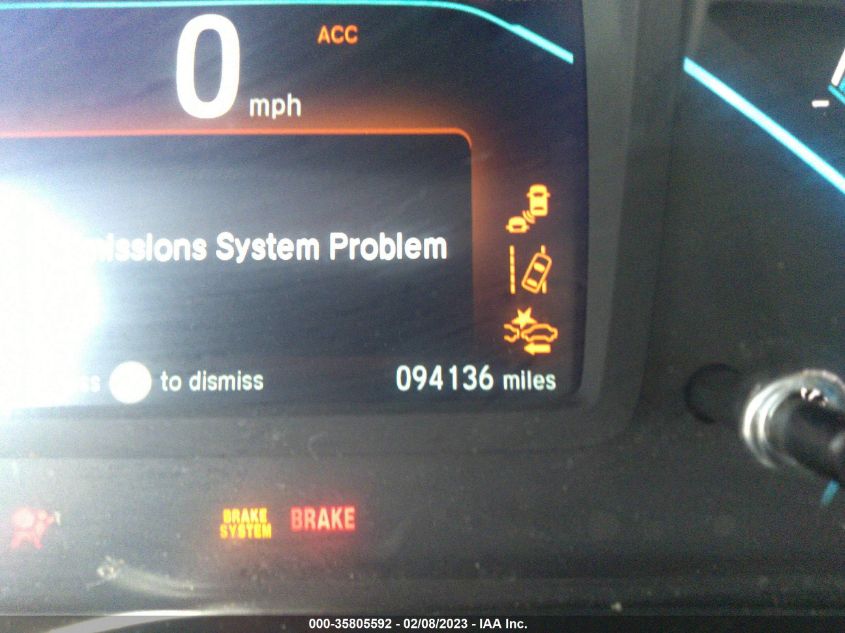 0 mph
ACC
System Problem
to dismiss
094136 miles
BRAKE SYSTEM
BRAKE
000-35805592 - 02/08/2023 - IAA Inc.